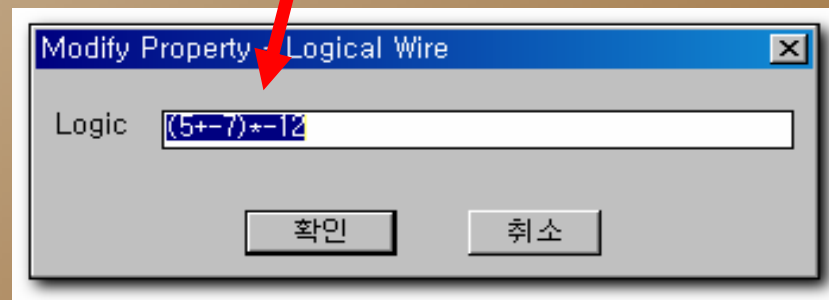 Modify Property - Logical Wire
Logic (5+-7)*-12
확인 취소